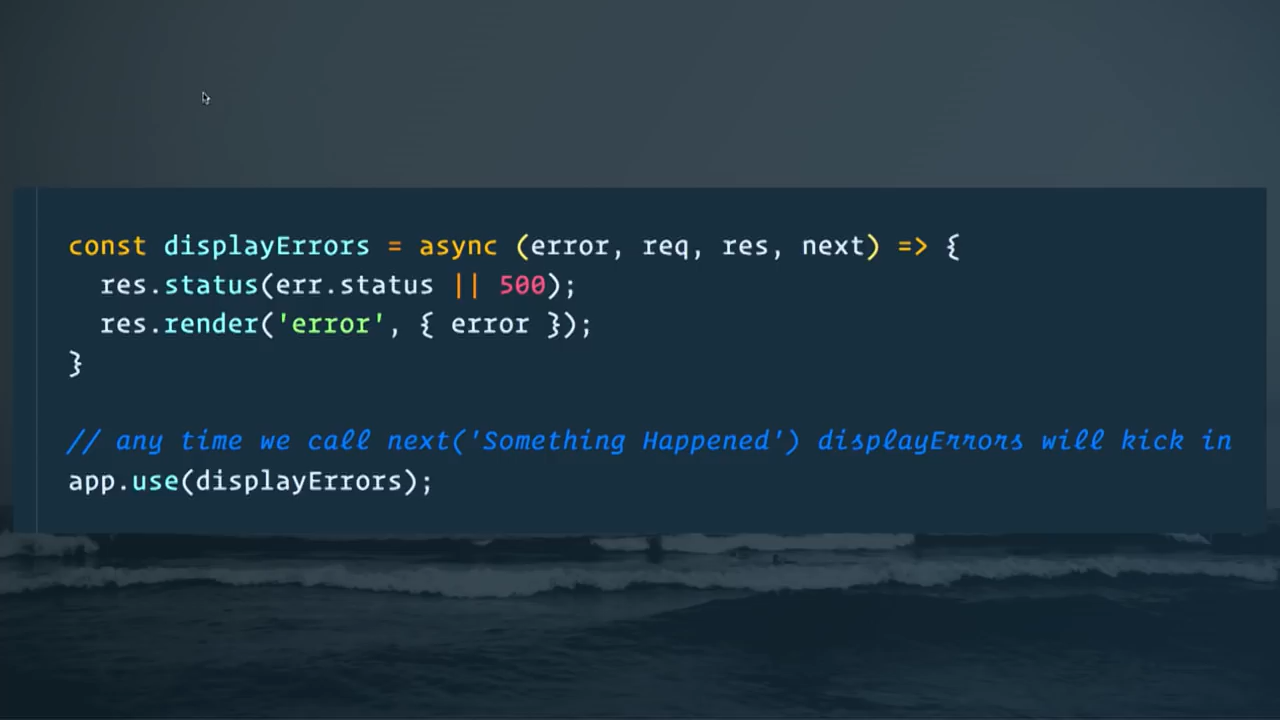 const displayErrors = async (error, req, res, next) => {
  res.status(err.status || 500);
  res.render('error', { error });
}
// any time we call next('Something Happened') displayErrors will kick in
app.use(displayErrors);